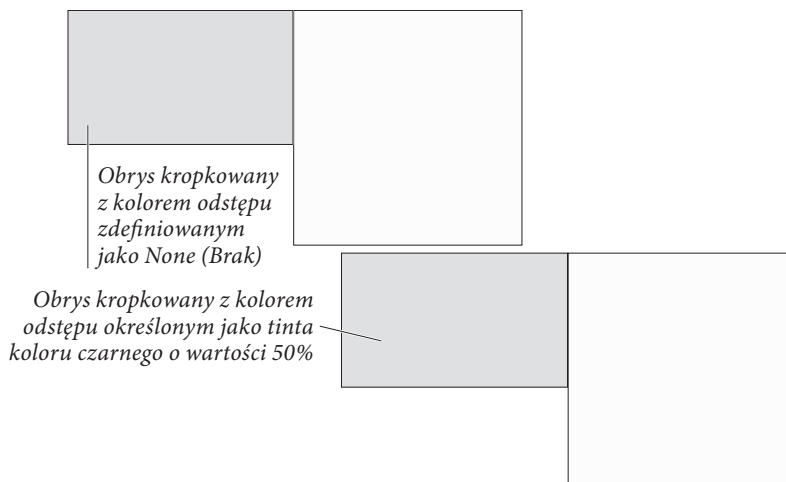 Obrys kropkowany
z kolorem odstępu
zdefiniowanym
jako None (Brak)
Obrys kropkowany z kolorem
odstępu określonym jako tinta
koloru czarnego o wartości 50%